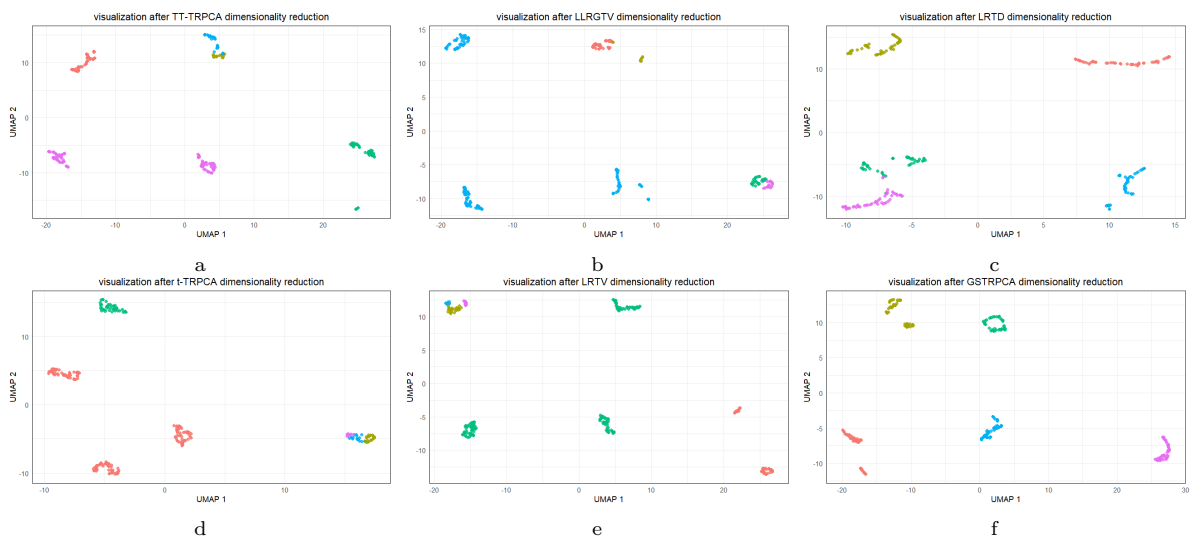 visualization after TT-TRPCA dimensionality reduction
UMAP 2
10
0
-10
-20
-10
0
10
20
UMAP 1
a
visualization after LLRGTV dimensionality reduction
UMAP 2
15
10
5
0
-5
-10
-20
-10
0
10
20
UMAP 1
b
visualization after LRTD dimensionality reduction
UMAP 2
10
0
-10
-10
-5
0
5
10
15
UMAP 1
c
visualization after t-TRPCA dimensionality reduction
UMAP 2
10
0
-10
-10
0
10
UMAP 1
d
visualization after LRTV dimensionality reduction
UMAP 2
10
5
0
-5
-10
-20
-10
0
10
20
UMAP 1
e
visualization after GSTRPCA dimensionality reduction
UMAP 2
10
5
0
-5
-10
-20
-10
0
10
20
30
UMAP 1
f